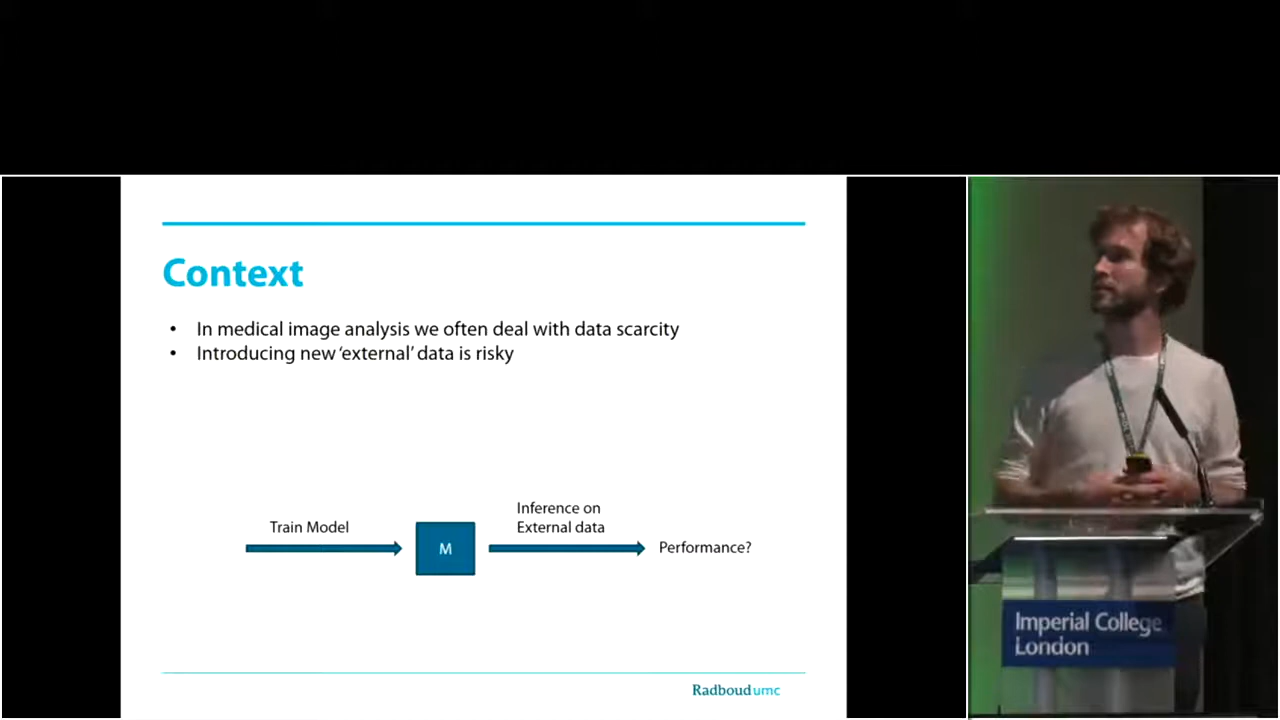 Context
• In medical image analysis we often deal with data scarcity
• Introducing new ‘external’ data is risky
Train Model
M
Inference on
External data
Performance?
Radboudumc
Imperial College
London